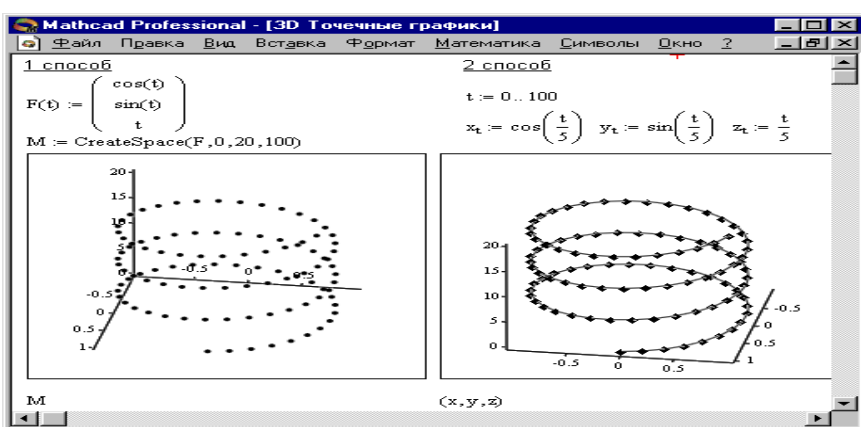 Mathcad Professional - [3D Точечные графики]
Файл Правка Вид Вставка Формат Математика Символы Окно ?
1 способ
F(t) := ( cos(t) sin(t) t )
M := CreateSpace(F,0,20,100)
20
15
10
5
0
-0.5
0
0.5
-0.5
0
0.5
1
M
2 способ
t := 0.. 100
x_t := cos(t/5) y_t := sin(t/5) z_t := t/5
20
15
10
5
0
-0.5
0
0.5
-0.5
0
0.5
1
(x,y,z)